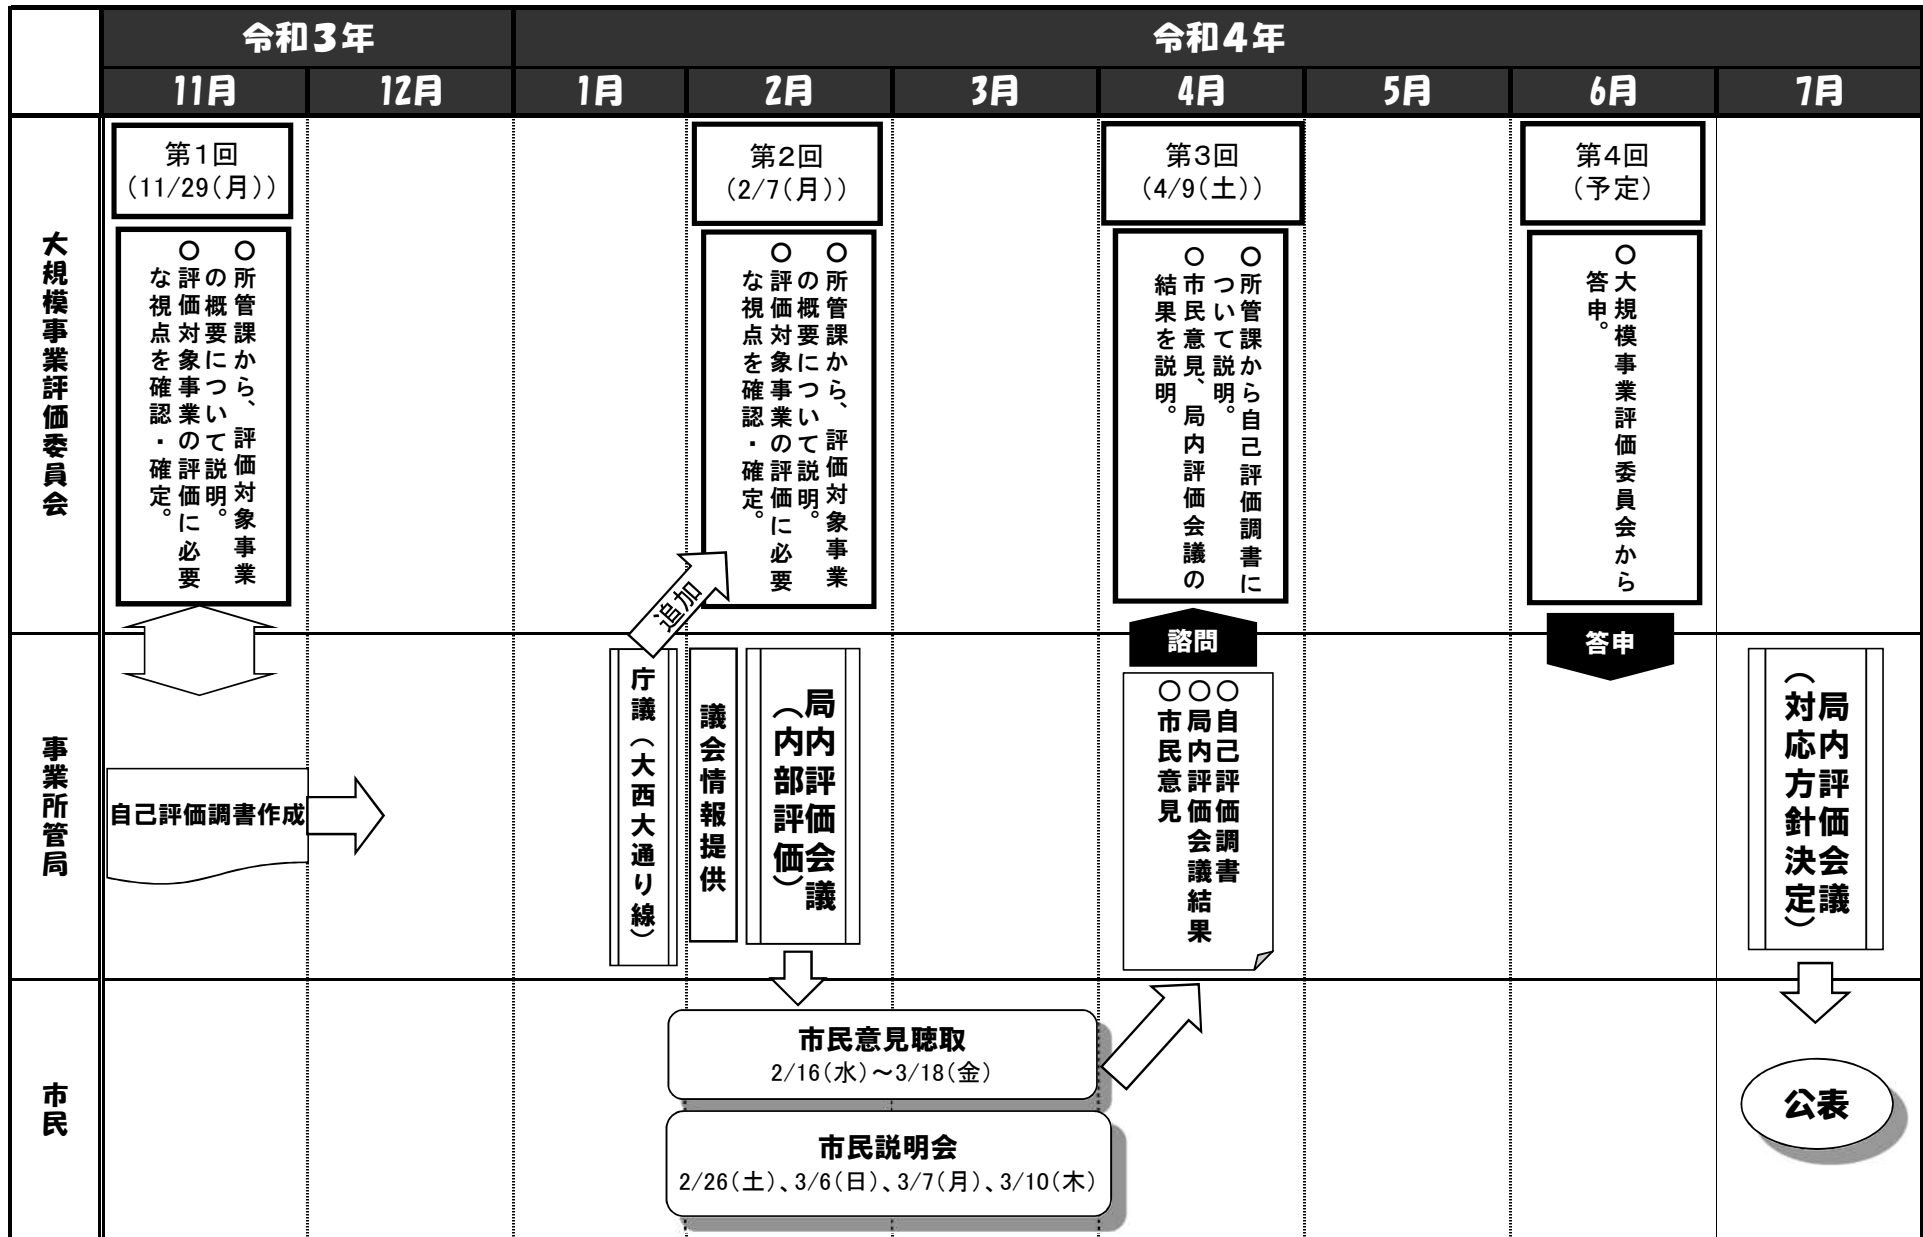 令和３年
令和４年
11月
12月
1月
2月
3月
4月
5月
6月
7月
大規模事業評価委員会
第１回
(11/29(月))
○所管課から、評価対象事業
の概要について説明。
○評価対象事業の評価に必要
な視点を確認・確定。
第２回
(2/7(月))
○所管課から、評価対象事業
の概要について説明。
○評価対象事業の評価に必要
な視点を確認・確定。
第３回
(4/9(土))
○所管課から自己評価調書に
ついて説明。
○市民意見、局内評価会議の
結果を説明。
第４回
(予定)
○大規模事業評価委員会から
答申。
追加
諮問
答申
事業所管局
自己評価調書作成
庁議（大西大通り線）
議会情報提供
局内評価会議
（内部評価）
○自己評価調書
○局内評価会議結果
○市民意見
局内評価会議
（対応方針決定）
市民
市民意見聴取
2/16(水)～3/18(金)
市民説明会
2/26(土)、3/6(日)、3/7(月)、3/10(木)
公表